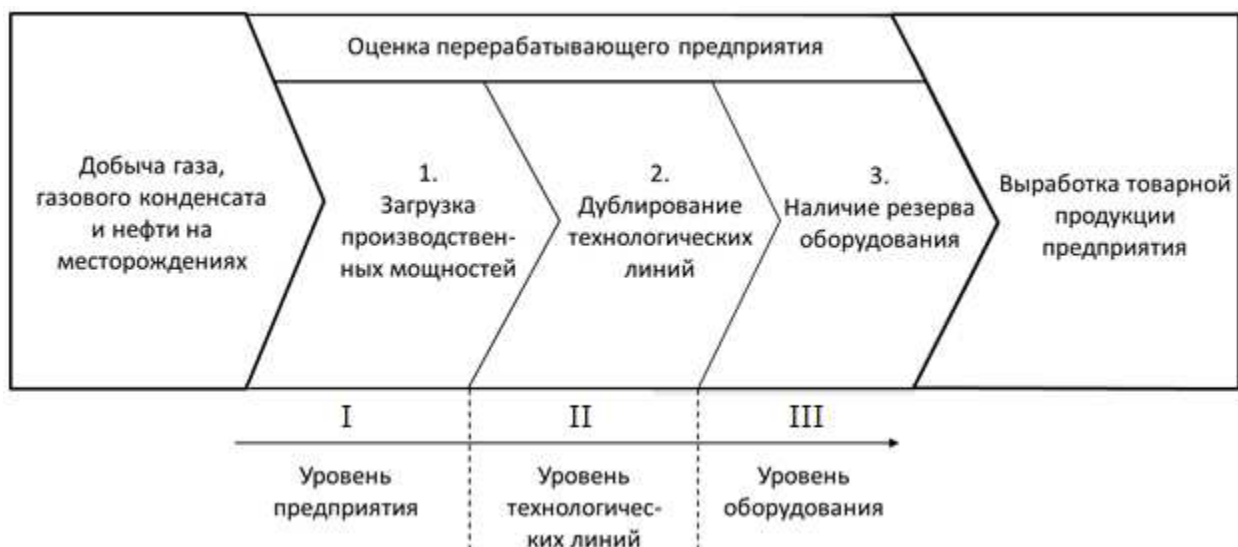 Оценка перерабатывающего предприятия
Добыча газа,
газового конденсата
и нефти на
месторождениях
1.
Загрузка
производствен-
ных мощностей
2.
Дублирование
технологических
линий
3.
Наличие резерва
оборудования
Выработка товарной
продукции
предприятия
I
II
III
Уровень
предприятия
Уровень
технологичес-
ких линий
Уровень
оборудования